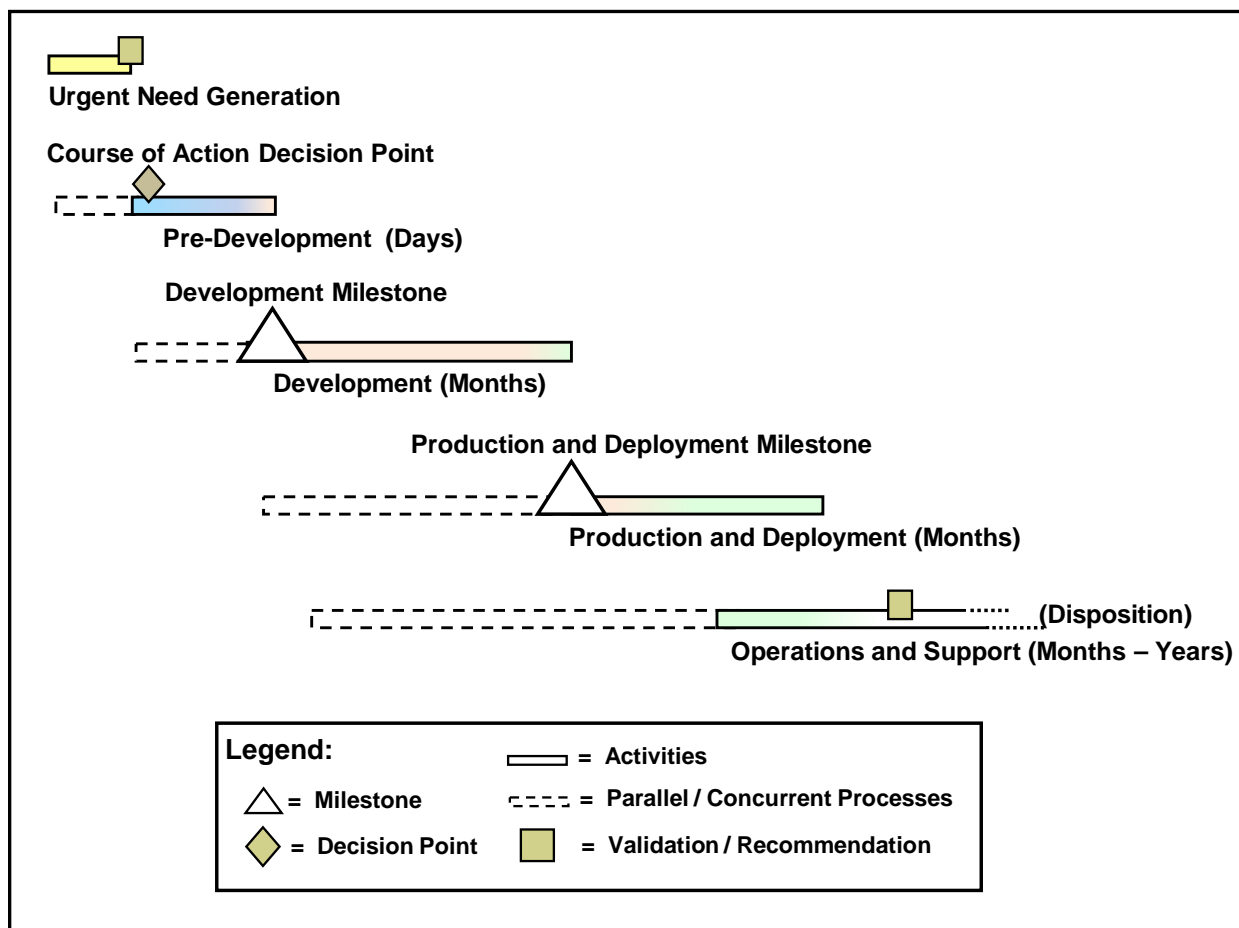 Urgent Need Generation
Course of Action Decision Point
Pre-Development (Days)
Development Milestone
Development (Months)
Production and Deployment Milestone
Production and Deployment (Months)
(Disposition)
Operations and Support (Months – Years)
Legend:
= Activities
= Milestone
= Parallel / Concurrent Processes
= Decision Point
= Validation / Recommendation